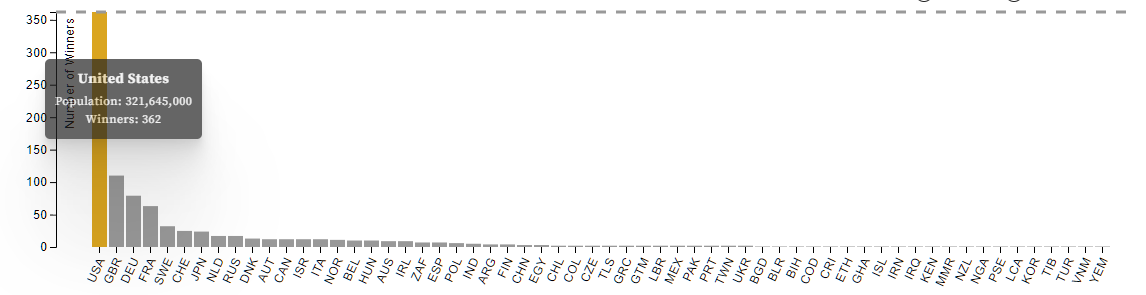 350
300
250
200
150
100
50
0
Number of Winners
United States
Population: 321,645,000
Winners: 362
USA GBR DEU FRA SWE CHE JPN NLD RUS DNK AUT CAN ISR ITA NOR BEL HUN AUS IRL ZAF ESP POL IND ARG FIN CHN EGY CHL COL CZE TLS GRC GTM LBR MEX PAK PRT TWN UKR BGD BLR BIH COD CRI ETH GHA ISL IRN IRQ KEN MMR NZL NGA PSE LCA KOR TIB TUR VNM YEM